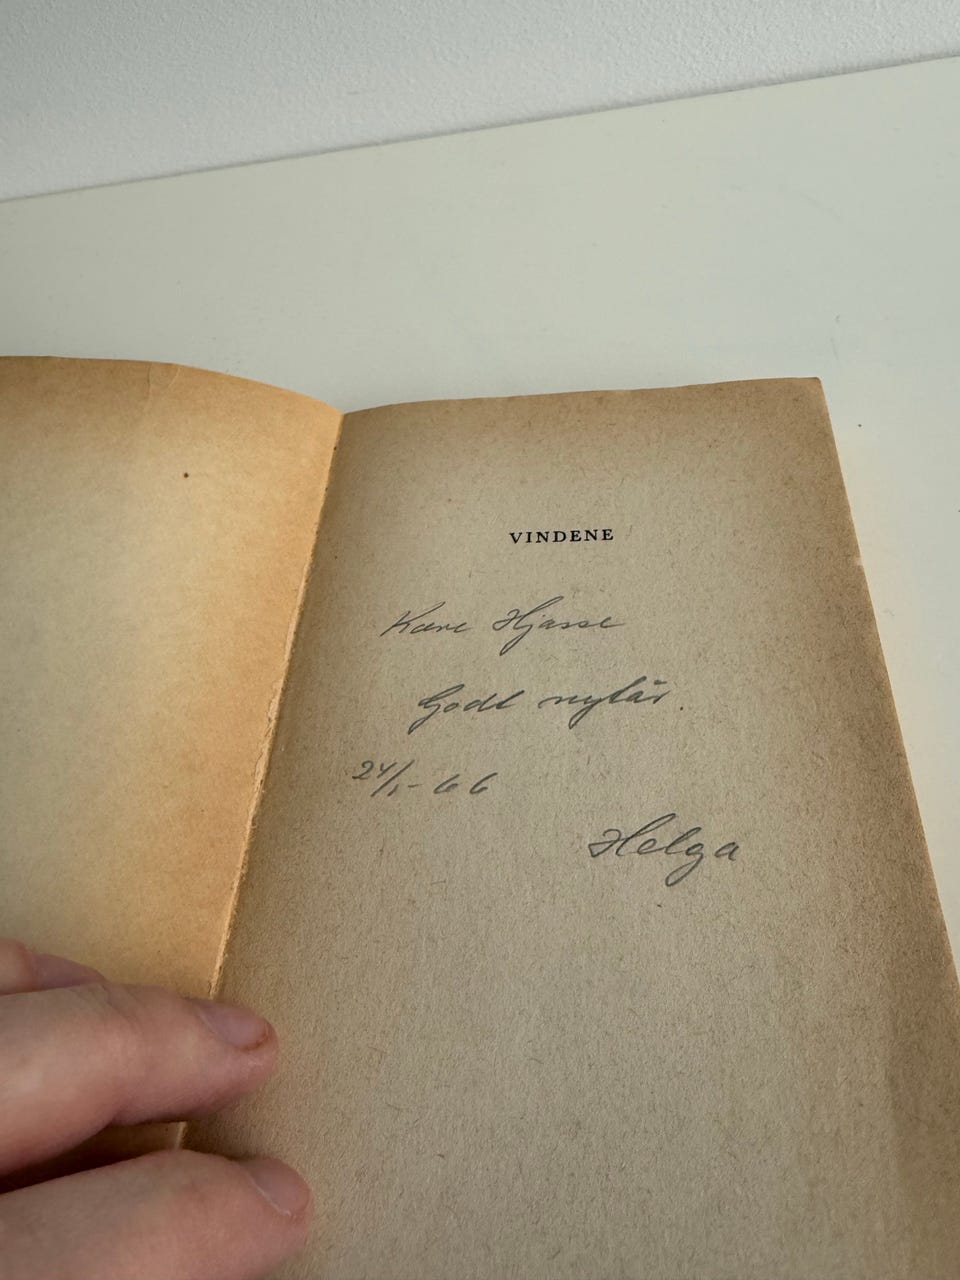 VINDENE
Kære Hjasse
Godt nytår.
24/1-66
Helga